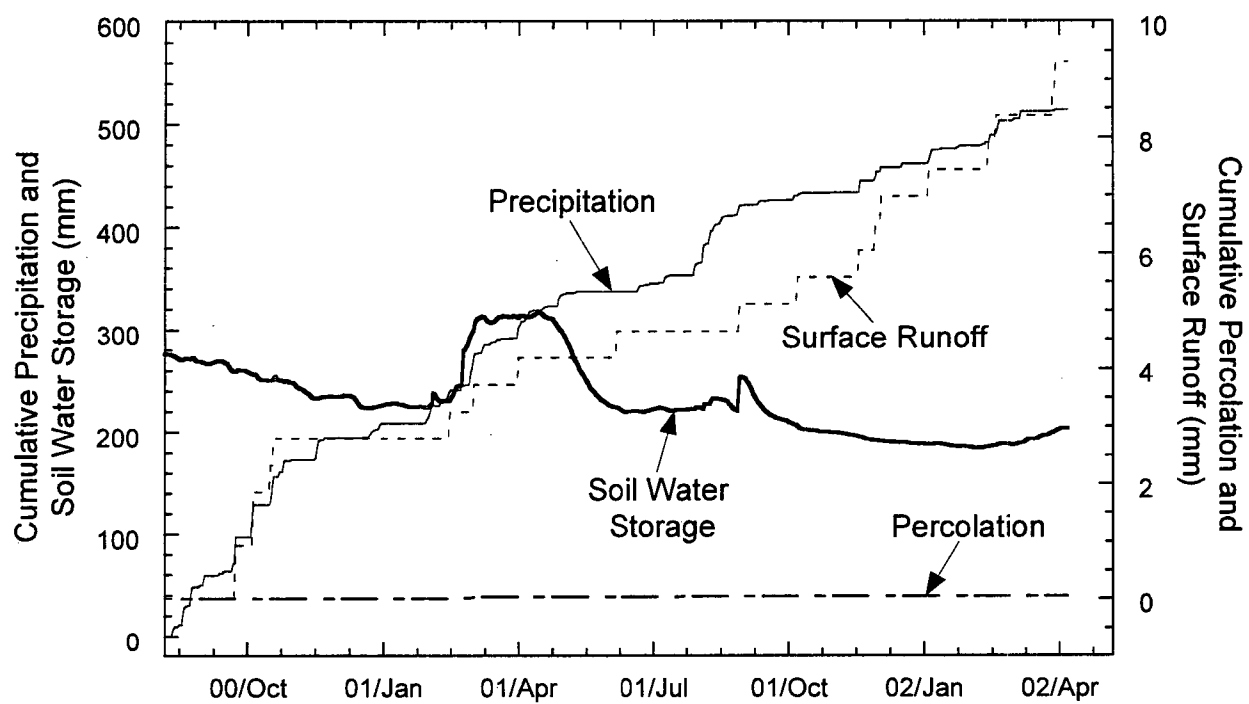 600
500
400
300
200
100
0
Cumulative Precipitation and
Soil Water Storage (mm)
10
8
6
4
2
0
Cumulative Percolation and
Surface Runoff (mm)
Precipitation
Surface Runoff
Soil Water
Storage
Percolation
00/Oct
01/Jan
01/Apr
01/Jul
01/Oct
02/Jan
02/Apr